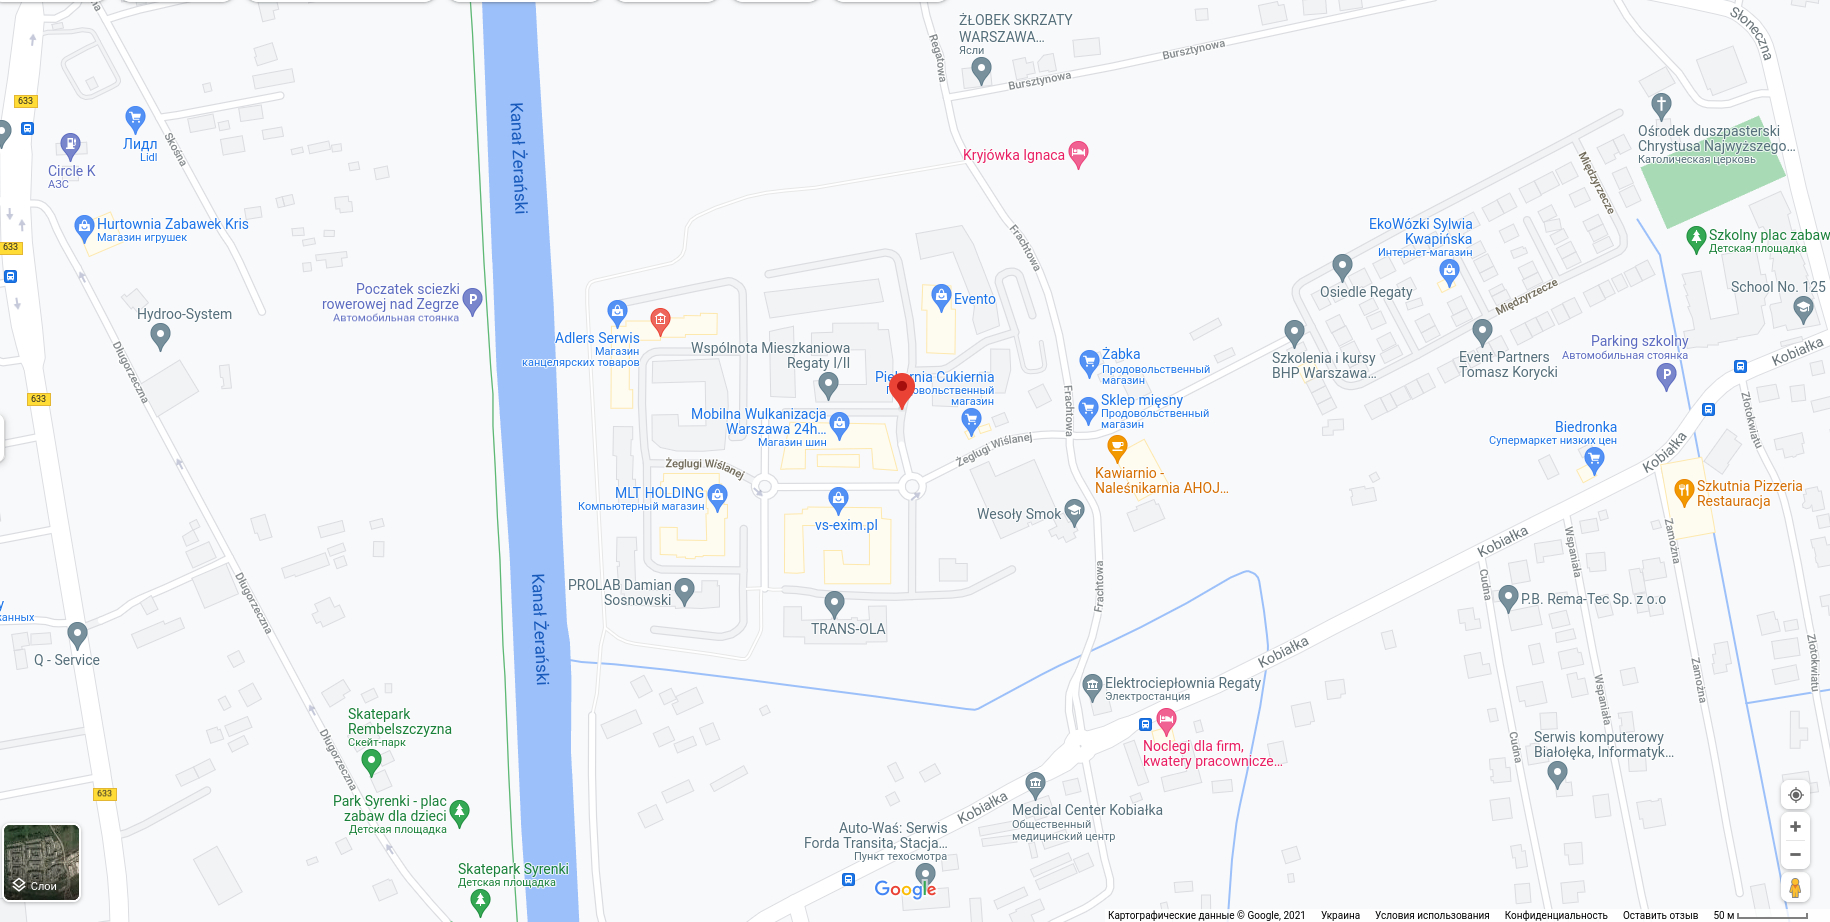 ŻŁOBEK SKRZATY
WARSZAWA...
Ясли
Regatowa
Bursztynowa
Bursztynowa
Słoneczna
633
Лидл
Lidl
Circle K
АЗС
Skośna
Kanał Żerański
Kryjówka Ignaca
Ośrodek duszpasterski
Chrystusa Najwyższego...
Католическая церковь
Międzyrzecze
Hurtownia Zabawek Kris
Магазин игрушек
633
Frachtowa
EkoWózki Sylwia
Kwapińska
Интернет-магазин
Szkolny plac zabaw
Детская площадка
Poczatek sciezki
rowerowej nad Zegrze
Автомобильная стоянка
Hydroo-System
Evento
Osiedle Regaty
Międzyrzecze
School No. 125
Adlers Serwis
Магазин
канцелярских товаров
Wspólnota Mieszkaniowa
Regaty I/II
Żabka
Продовольственный
магазин
Szkolenia i kursy
BHP Warszawa...
Event Partners
Tomasz Korycki
Parking szkolny
Автомобильная стоянка
Kobiałka
Długorzeczna
633
Cukiernia
магазин
Mobilna Wulkanizacja
Warszawa 24h...
Магазин шин
Sklep mięsny
Продовольственный
магазин
Frachtowa
Złotokwiatu
Biedronka
Супермаркет низких цен
Kobiałka
Żeglugi Wiślanej
Żeglugi Wiślanej
Kawiarnio -
Naleśnikarnia AHOJ...
MLT HOLDING
Компьютерный магазин
vs-exim.pl
Wesoły Smok
Szkutnia Pizzeria
Restauracja
Kobiałka
Zamożna
Wspaniała
Cudna
Kanał Żerański
Długorzeczna
PROLAB Damian
Sosnowski
TRANS-OLA
Frachtowa
P.B. Rema-Tec Sp. z o.o
Q - Service
Kobiałka
Złotokwiatu
Zamożna
Wspaniała
Elektrociepłownia Regaty
Электростанция
Skatepark
Rembelszczyzna
Скейт-парк
Długorzeczna
Noclegi dla firm,
kwatery pracownicze...
Cudna
Serwis komputerowy
Białołęka, Informatyk...
633
Park Syrenki - plac
zabaw dla dzieci
Детская площадка
Kobiałka
Medical Center Kobiałka
Общественный
медицинский центр
Auto-Waś: Serwis
Forda Transita, Stacja...
Пункт техосмотра
Skatepark Syrenki
Детская площадка
Слои
Google
Картографические данные © Google, 2021 Украина Условия использования Конфиденциальность Оставить отзыв 50 м